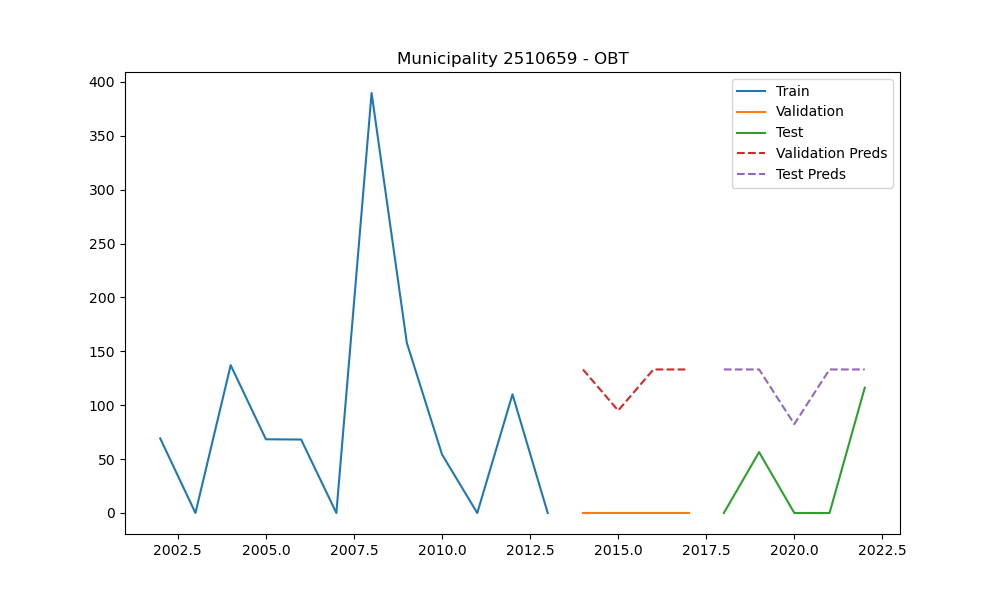 Municipality 2510659 - OBT
400
350
300
250
200
150
100
50
0
Train
Validation
Test
Validation Preds
Test Preds
2002.5 2005.0 2007.5 2010.0 2012.5 2015.0 2017.5 2020.0 2022.5